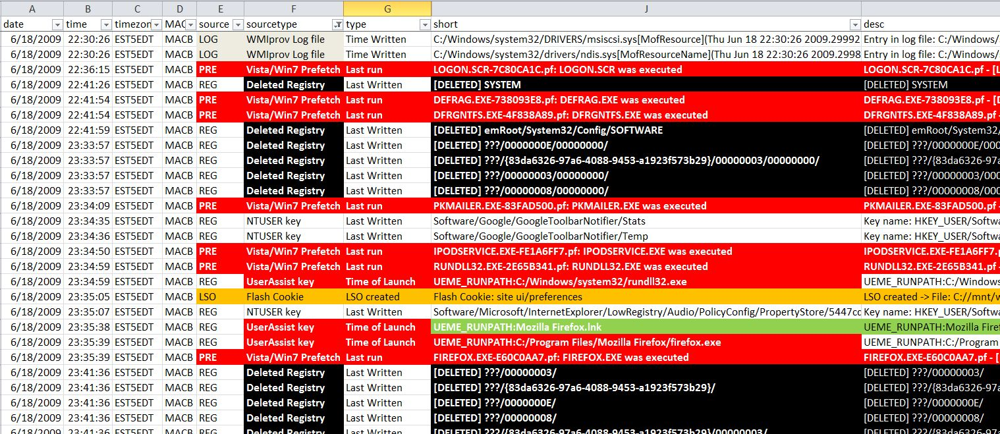 A B C D E F G J
date time timezon MAC source sourcetype type short desc
6/18/2009 22:30:26 EST5EDT MACB LOG WMIprov Log file Time Written C:/Windows/system32/DRIVERS/msiscsi.sys[MofResource](Thu Jun 18 22:30:26 2009.29992 Entry in log file: C:/Windows/
6/18/2009 22:30:26 EST5EDT MACB LOG WMIprov Log file Time Written C:/Windows/system32/drivers/ndis.sys[MofResourceName](Thu Jun 18 22:30:26 2009.2998 Entry in log file: C:/Windows/
6/18/2009 22:36:15 EST5EDT MACB PRE Vista/Win7 Prefetch Last run LOGON.SCR-7C80CA1C.pf: LOGON.SCR was executed LOGON.SCR-7C80CA1C.pf - [L
6/18/2009 22:41:26 EST5EDT MACB REG Deleted Registry Last Written [DELETED] SYSTEM [DELETED] SYSTEM
6/18/2009 22:41:54 EST5EDT MACB PRE Vista/Win7 Prefetch Last run DEFRAG.EXE-738093E8.pf: DEFRAG.EXE was executed DEFRAG.EXE-738093E8.pf - [D
6/18/2009 22:41:54 EST5EDT MACB PRE Vista/Win7 Prefetch Last run DFRGNTFS.EXE-4F838A89.pf: DFRGNTFS.EXE was executed DFRGNTFS.EXE-4F838A89.pf -
6/18/2009 22:41:59 EST5EDT MACB REG Deleted Registry Last Written [DELETED] emRoot/System32/Config/SOFTWARE [DELETED] emRoot/System32/
6/18/2009 23:33:57 EST5EDT MACB REG Deleted Registry Last Written [DELETED] ???/0000000E/00000000/ [DELETED] ???/0000000E/000
6/18/2009 23:33:57 EST5EDT MACB REG Deleted Registry Last Written [DELETED] ???/{83da6326-97a6-4088-9453-a1923f573b29}/00000003/00000000/ [DELETED] ???/{83da6326-97a
6/18/2009 23:33:57 EST5EDT MACB REG Deleted Registry Last Written [DELETED] ???/00000003/00000000/ [DELETED] ???/00000003/000
6/18/2009 23:33:57 EST5EDT MACB REG Deleted Registry Last Written [DELETED] ???/00000008/00000000/ [DELETED] ???/00000008/000
6/18/2009 23:34:09 EST5EDT MACB PRE Vista/Win7 Prefetch Last run PKMAILER.EXE-83FAD500.pf: PKMAILER.EXE was executed PKMAILER.EXE-83FAD500.pf -
6/18/2009 23:34:35 EST5EDT MACB REG NTUSER key Last Written Software/Google/GoogleToolbarNotifier/Stats Key name: HKEY_USER/Softwa
6/18/2009 23:34:36 EST5EDT MACB REG NTUSER key Last Written Software/Google/GoogleToolbarNotifier/Temp Key name: HKEY_USER/Softwa
6/18/2009 23:34:50 EST5EDT MACB PRE Vista/Win7 Prefetch Last run IPODSERVICE.EXE-FE1A6FF7.pf: IPODSERVICE.EXE was executed IPODSERVICE.EXE-FE1A6FF7.p
6/18/2009 23:34:59 EST5EDT MACB PRE Vista/Win7 Prefetch Last run RUNDLL32.EXE-2E65B341.pf: RUNDLL32.EXE was executed RUNDLL32.EXE-2E65B341.pf -
6/18/2009 23:34:59 EST5EDT MACB REG UserAssist key Time of Launch UEME_RUNPATH:C:/Windows/system32/rundll32.exe UEME_RUNPATH:C:/Windows
6/18/2009 23:35:05 EST5EDT MACB LSO Flash Cookie LSO created Flash Cookie: site ui/preferences LSO created -> File: C://mnt/w
6/18/2009 23:35:07 EST5EDT MACB REG NTUSER key Last Written Software/Microsoft/InternetExplorer/LowRegistry/Audio/PolicyConfig/PropertyStore/5447cc Key name: HKEY_USER/Softwa
6/18/2009 23:35:38 EST5EDT MACB REG UserAssist key Time of Launch UEME_RUNPATH:Mozilla Firefox.lnk UEME_RUNPATH:Mozilla Firef
6/18/2009 23:35:39 EST5EDT MACB REG UserAssist key Time of Launch UEME_RUNPATH:C:/Program Files/Mozilla Firefox/firefox.exe UEME_RUNPATH:C:/Program
6/18/2009 23:35:39 EST5EDT MACB PRE Vista/Win7 Prefetch Last run FIREFOX.EXE-E60C0AA7.pf: FIREFOX.EXE was executed FIREFOX.EXE-E60C0AA7.pf - [
6/18/2009 23:41:36 EST5EDT MACB REG Deleted Registry Last Written [DELETED] ???/00000003/ [DELETED] ???/00000003/
6/18/2009 23:41:36 EST5EDT MACB REG Deleted Registry Last Written [DELETED] ???/{83da6326-97a6-4088-9453-a1923f573b29}/ [DELETED] ???/{83da6326-97a
6/18/2009 23:41:36 EST5EDT MACB REG Deleted Registry Last Written [DELETED] ???/0000000E/ [DELETED] ???/0000000E/
6/18/2009 23:41:36 EST5EDT MACB REG Deleted Registry Last Written [DELETED] ???/00000008/ [DELETED] ???/00000008/
6/18/2009 23:41:36 EST5EDT MACB REG Deleted Registry Last Written [DELETED] ???/{83da6326-97a6-4088-9453-a1923f573b29}/00000003/ [DELETED] ???/{83da6326-97a